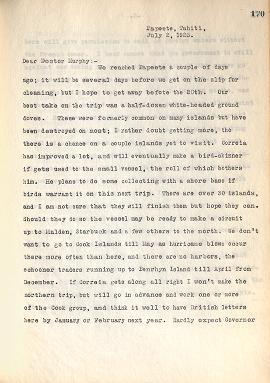 170
Papeete, Tahiti,
July 2, 1923.
Dear Doctor Murphy:-
We reached Papeete a couple of days
ago; it will be several days before we get on the slip for
cleaning, but I hope to get away before the 20th. Our
best take on the trip was a half-dozen white-headed ground
doves. These were formerly common on many islands but have
been destroyed on most; I rather doubt getting more, tho
there is a chance on a couple islands yet to visit. Correia
has improved a lot, and will eventually make a bird-skinner
if gets used to the small vessel, the roll of which bothers
him. He plans to do some collecting with a shore base if
birds warrant it on this next trip. There are over 30 islands,
and I am not sure that they will finish them but hope they can.
Should they do so the vessel may be ready to make a circuit
up to Malden, Starbuck and a few others to the north. We don't
want to go to Cook Islands till May as hurricane blows occur
there more often than here, and there are no harbors, the
schooner traders running up to Penrhyn Island till April from
December. If Correia gets along all right I won't make the
northern trip, but will go in advance and work one or more
of the Cook group, and think it well to have British letters
here by January or February next year. Hardly expect Governor